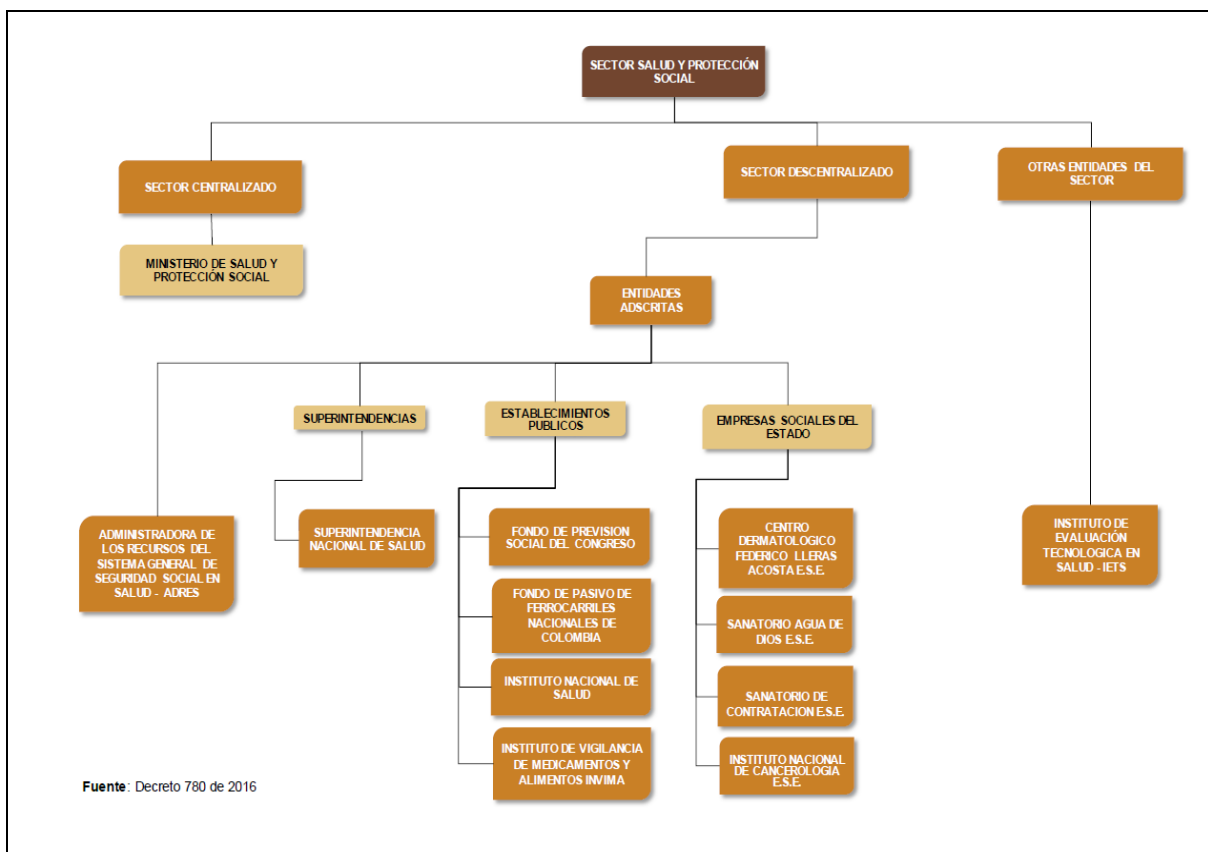 SECTOR SALUD Y PROTECCIÓN
SOCIAL
SECTOR CENTRALIZADO
SECTOR DESCENTRALIZADO
OTRAS ENTIDADES DEL
SECTOR
MINISTERIO DE SALUD Y
PROTECCIÓN SOCIAL
ENTIDADES
ADSCRITAS
SUPERINTENDENCIAS
ESTABLECIMIENTOS
PUBLICOS
EMPRESAS SOCIALES DEL
ESTADO
ADMINISTRADORA DE
LOS RECURSOS DEL
SISTEMA GENERAL DE
SEGURIDAD SOCIAL EN
SALUD - ADRES
SUPERINTENDENCIA
NACIONAL DE SALUD
FONDO DE PREVISION
SOCIAL DEL CONGRESO
FONDO DE PASIVO DE
FERROCARRILES
NACIONALES DE
COLOMBIA
INSTITUTO NACIONAL DE
SALUD
INSTITUTO DE VIGILANCIA
DE MEDICAMENTOS Y
ALIMENTOS INVIMA
CENTRO
DERMATOLOGICO
FEDERICO LLERAS
ACOSTA E.S.E.
SANATORIO AGUA DE
DIOS E.S.E.
SANATORIO DE
CONTRATACION E.S.E.
INSTITUTO NACIONAL
DE CANCEROLOGIA
E.S.E.
INSTITUTO DE
EVALUACIÓN
TECNOLOGICA EN
SALUD - IETS
Fuente: Decreto 780 de 2016